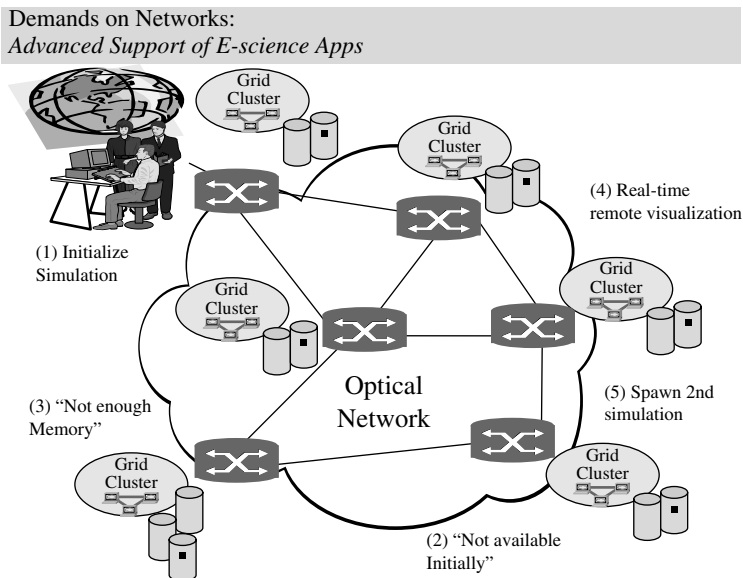 Demands on Networks:
Advanced Support of E-science Apps
Grid
Cluster
Grid
Cluster
(4) Real-time
remote visualization
(1) Initialize
Simulation
Grid
Cluster
Grid
Cluster
Optical
Network
(3) “Not enough
Memory”
(5) Spawn 2nd
simulation
Grid
Cluster
Grid
Cluster
(2) “Not available
Initially”